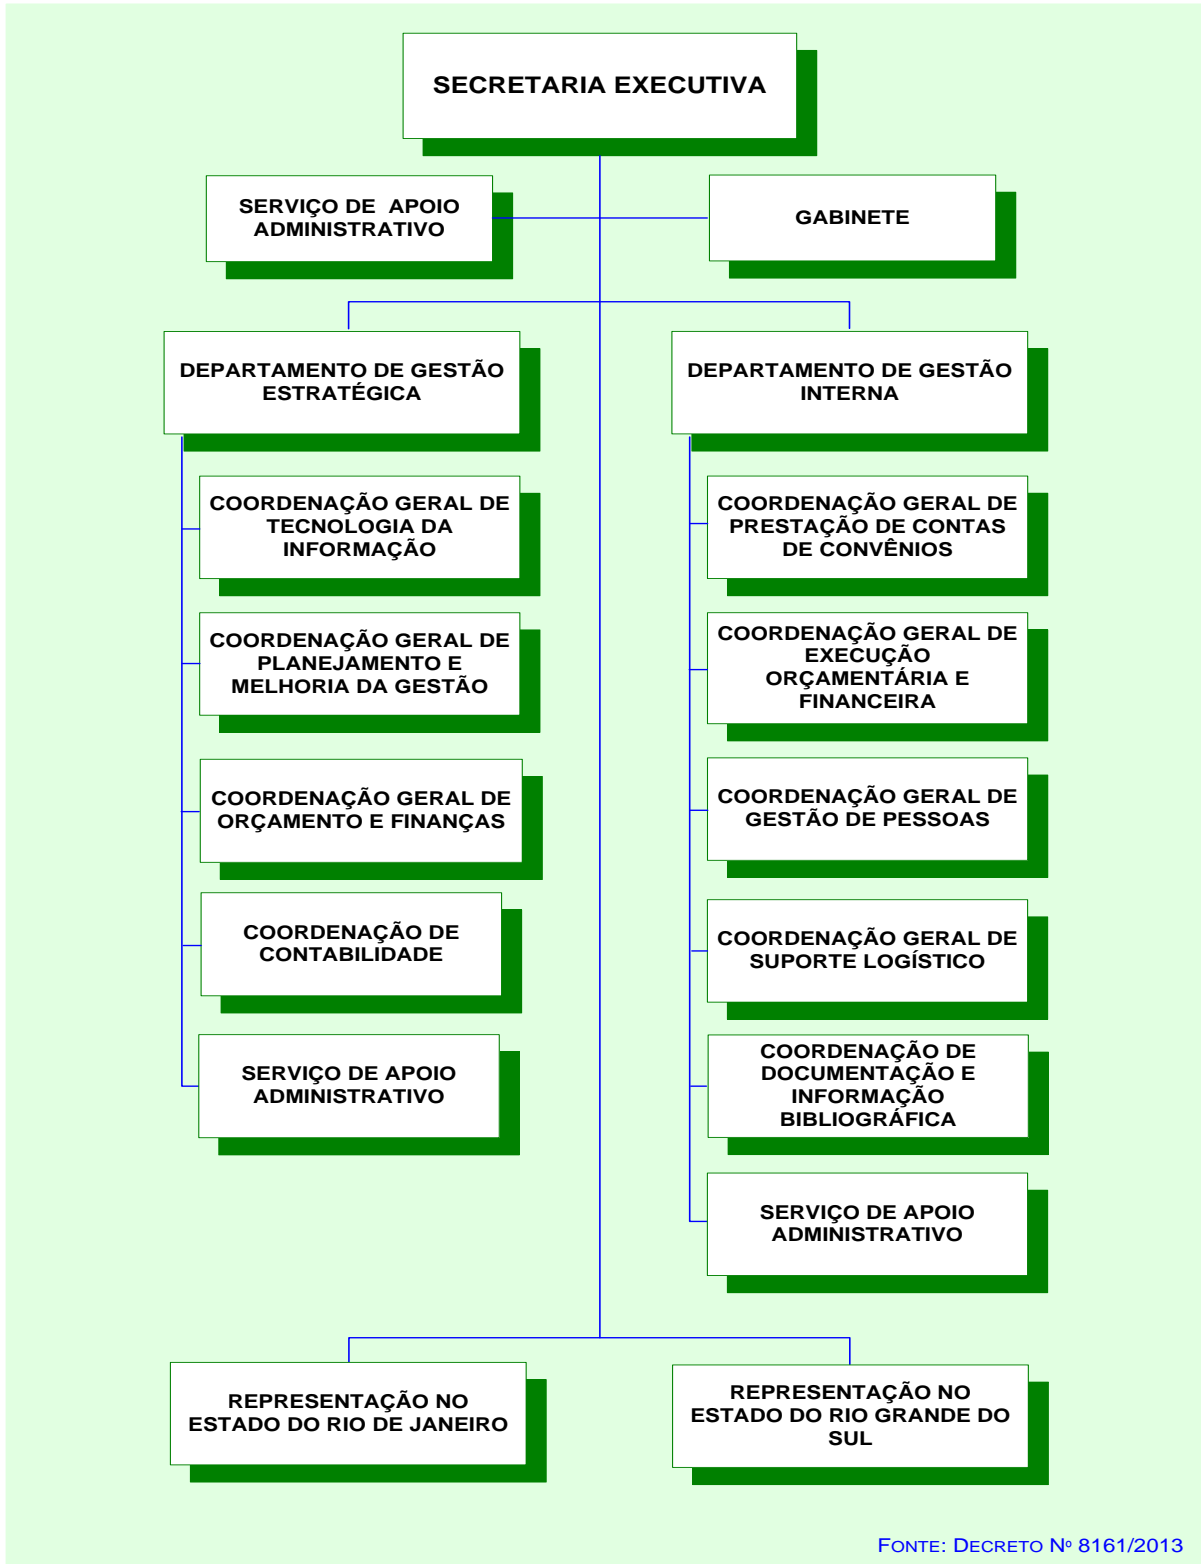 SECRETARIA EXECUTIVA
SERVIÇO DE APOIO
ADMINISTRATIVO
GABINETE
DEPARTAMENTO DE GESTÃO
ESTRATÉGICA
COORDENAÇÃO GERAL DE
TECNOLOGIA DA
INFORMAÇÃO
COORDENAÇÃO GERAL DE
PLANEJAMENTO E
MELHORIA DA GESTÃO
COORDENAÇÃO GERAL DE
ORÇAMENTO E FINANÇAS
COORDENAÇÃO DE
CONTABILIDADE
SERVIÇO DE APOIO
ADMINISTRATIVO
DEPARTAMENTO DE GESTÃO
INTERNA
COORDENAÇÃO GERAL DE
PRESTAÇÃO DE CONTAS
DE CONVÊNIOS
COORDENAÇÃO GERAL DE
EXECUÇÃO
ORÇAMENTÁRIA E
FINANCEIRA
COORDENAÇÃO GERAL DE
GESTÃO DE PESSOAS
COORDENAÇÃO GERAL DE
SUPORTE LOGÍSTICO
COORDENAÇÃO DE
DOCUMENTAÇÃO E
INFORMAÇÃO
BIBLIOGRÁFICA
SERVIÇO DE APOIO
ADMINISTRATIVO
REPRESENTAÇÃO NO
ESTADO DO RIO DE JANEIRO
REPRESENTAÇÃO NO
ESTADO DO RIO GRANDE DO
SUL
FONTE: DECRETO Nº 8161/2013